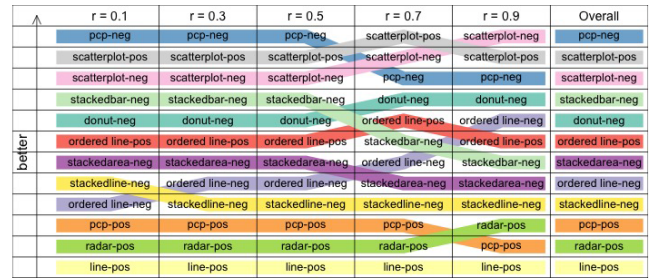 r = 0.1 r = 0.3 r = 0.5 r = 0.7 r = 0.9 Overall
pcp-neg pcp-neg pcp-neg scatterplot-pos scatterplot-neg pcp-neg
scatterplot-pos scatterplot-pos scatterplot-pos scatterplot-neg scatterplot-pos scatterplot-pos
scatterplot-neg scatterplot-neg scatterplot-neg pcp-neg pcp-neg scatterplot-neg
stackedbar-neg stackedbar-neg stackedbar-neg donut-neg donut-neg stackedbar-neg
donut-neg donut-neg donut-neg ordered line-pos ordered line-neg donut-neg
ordered line-pos ordered line-pos ordered line-pos stackedbar-neg ordered line-pos ordered line-pos
stackedarea-neg stackedarea-neg stackedarea-neg ordered line-neg stackedbar-neg stackedarea-neg
stackedline-neg ordered line-neg ordered line-neg stackedarea-neg stackedarea-neg ordered line-neg
ordered line-neg stackedline-neg stackedline-neg stackedline-neg stackedline-neg stackedline-neg
pcp-pos pcp-pos pcp-pos pcp-pos radar-pos pcp-pos
radar-pos radar-pos radar-pos radar-pos pcp-pos radar-pos
line-pos line-pos line-pos line-pos line-pos line-pos
better